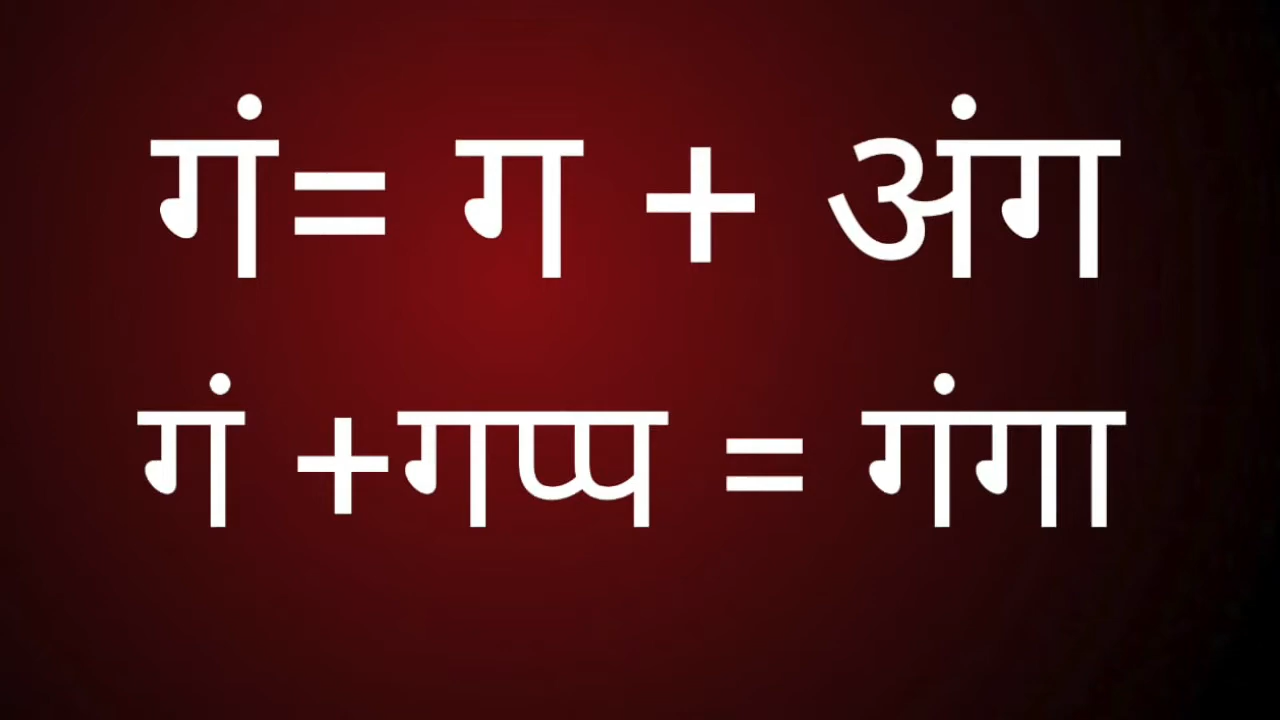 गं= ग + अंग
गं +गप्प = गंगा